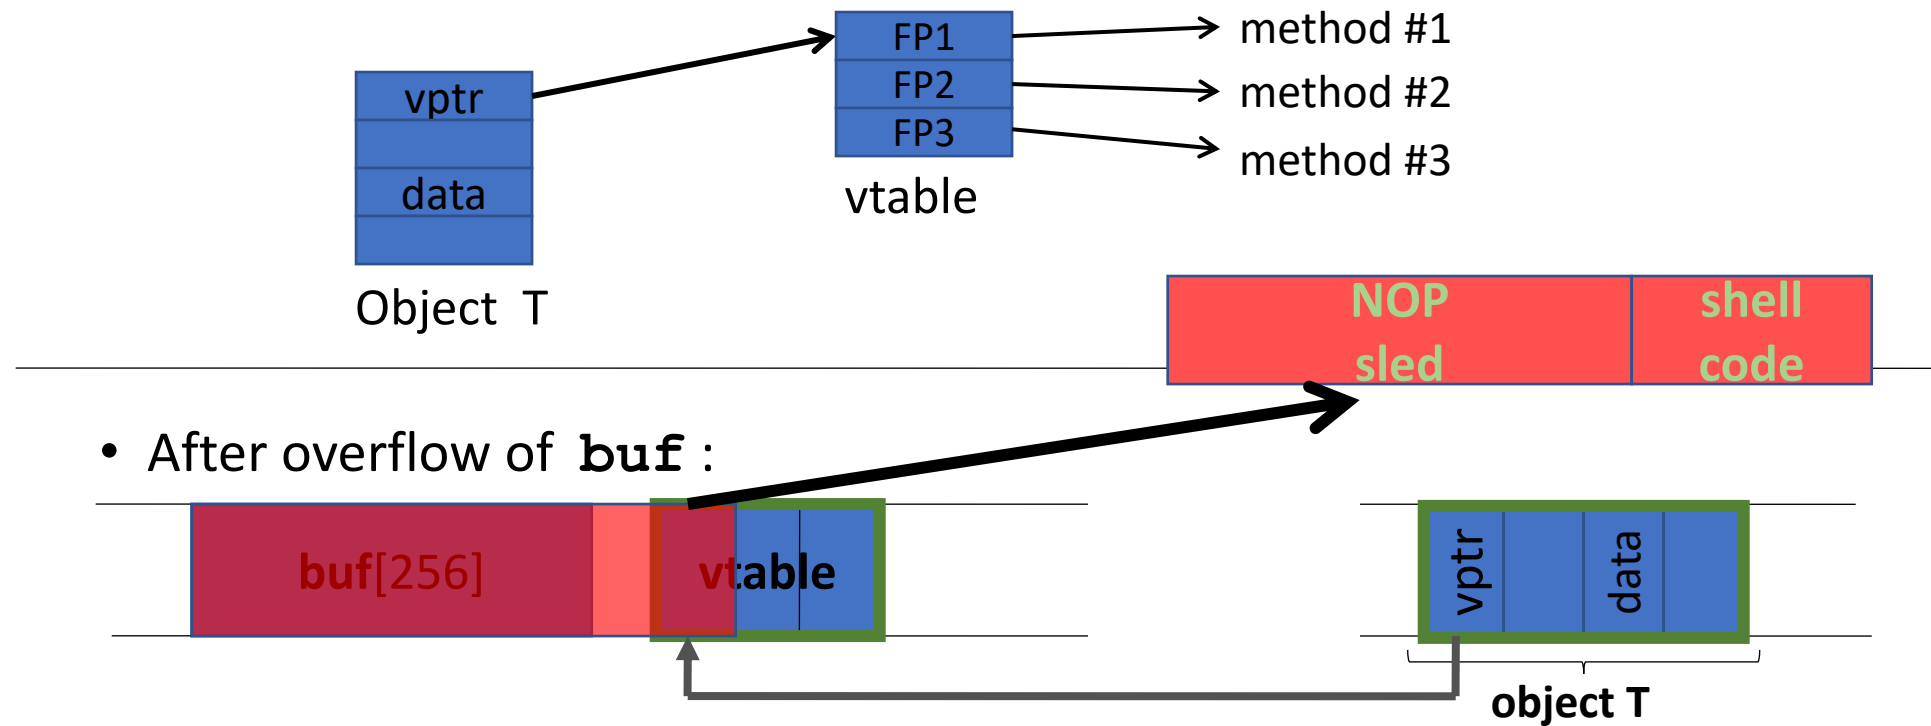 FP1
FP2
FP3
method #1
method #2
method #3
vptr
data
vtable
Object T
NOP
sled
shell
code
• After overflow of buf :
buf[256]
vtable
vptr
data
object T